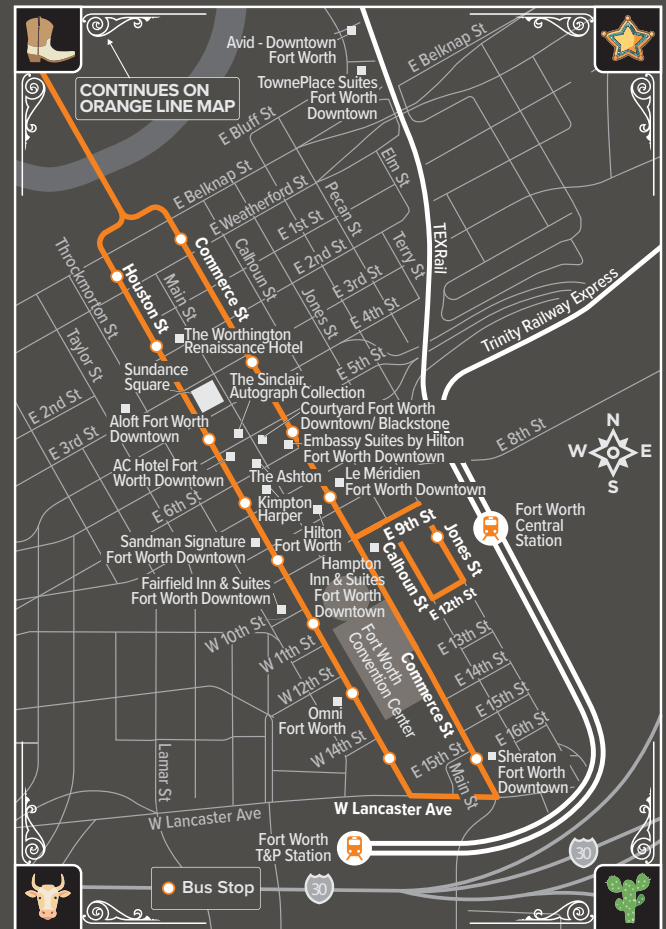 Avid - Downtown
Fort Worth
E Belknap St
CONTINUES ON
ORANGE LINE MAP
TownePlace Suites
Fort Worth
Downtown
E Bluff St
Elm St
E Belknap St
E Weatherford St
Pecan St
E 1st St
TEXRail
Throckmorton St
Commerce St
Calhoun St
E 2nd St
Terry St
Houston St
Main St
E 3rd St
Jones St
E 4th St
Trinity Railway Express
Taylor St
The Worthington
Renaissance Hotel
E 5th St
Sundance
Square
The Sinclair,
Autograph Collection
E 2nd St
Courtyard Fort Worth
Downtown/ Blackstone
Aloft Fort Worth
Downtown
E 8th St
N
W
E
S
E 3rd St
Embassy Suites by Hilton
Fort Worth Downtown
AC Hotel Fort
Worth Downtown
The Ashton
Le Méridien
Fort Worth Downtown
E 6th St
Kimpton
Harper
E 9th St
Fort Worth
Central
Station
Sandman Signature
Fort Worth Downtown
Hilton
Fort Worth
Jones St
Calhoun St
Hampton
Inn & Suites
Fort Worth
Downtown
Fairfield Inn & Suites
Fort Worth Downtown
E 12th St
W 10th St
Fort Worth
Convention Center
E 13th St
W 11th St
Commerce St
E 14th St
W 12th St
E 15th St
Omni
Fort Worth
E 16th St
W 14th St
E 15th St
Lamar St
Main St
Sheraton
Fort Worth
Downtown
W Lancaster Ave
W Lancaster Ave
Fort Worth
T&P Station
30
Bus Stop
30